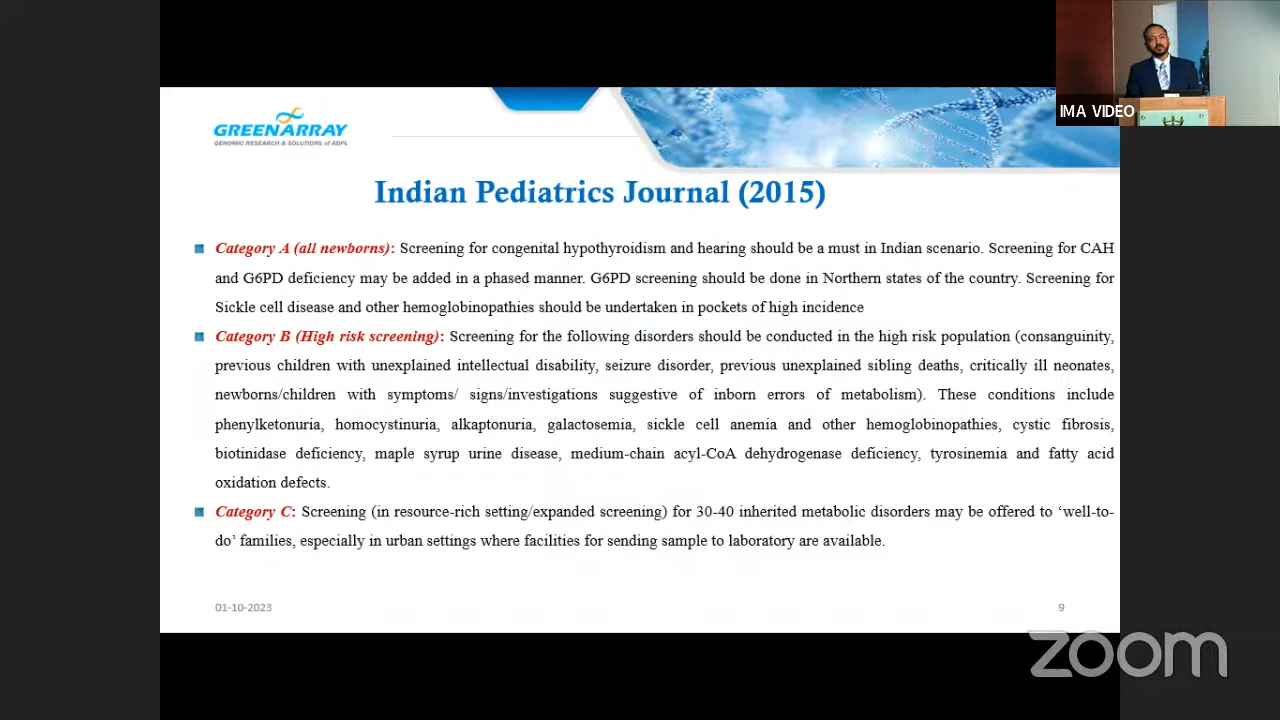 IMA VIDEO
GREENARRAY
GENOMIC RESEARCH & SOLUTIONS of ADPL
Indian Pediatrics Journal (2015)
Category A (all newborns): Screening for congenital hypothyroidism and hearing should be a must in Indian scenario. Screening for CAH
and G6PD deficiency may be added in a phased manner. G6PD screening should be done in Northern states of the country. Screening for
Sickle cell disease and other hemoglobinopathies should be undertaken in pockets of high incidence
Category B (High risk screening): Screening for the following disorders should be conducted in the high risk population (consanguinity,
previous children with unexplained intellectual disability, seizure disorder, previous unexplained sibling deaths, critically ill neonates,
newborns/children with symptoms/ signs/investigations suggestive of inborn errors of metabolism). These conditions include
phenylketonuria, homocystinuria, alkaptonuria, galactosemia, sickle cell anemia and other hemoglobinopathies, cystic fibrosis,
biotinidase deficiency, maple syrup urine disease, medium-chain acyl-CoA dehydrogenase deficiency, tyrosinemia and fatty acid
oxidation defects.
Category C: Screening (in resource-rich setting/expanded screening) for 30-40 inherited metabolic disorders may be offered to ‘well-to-
do’ families, especially in urban settings where facilities for sending sample to laboratory are available.
01-10-2023
9
zoom